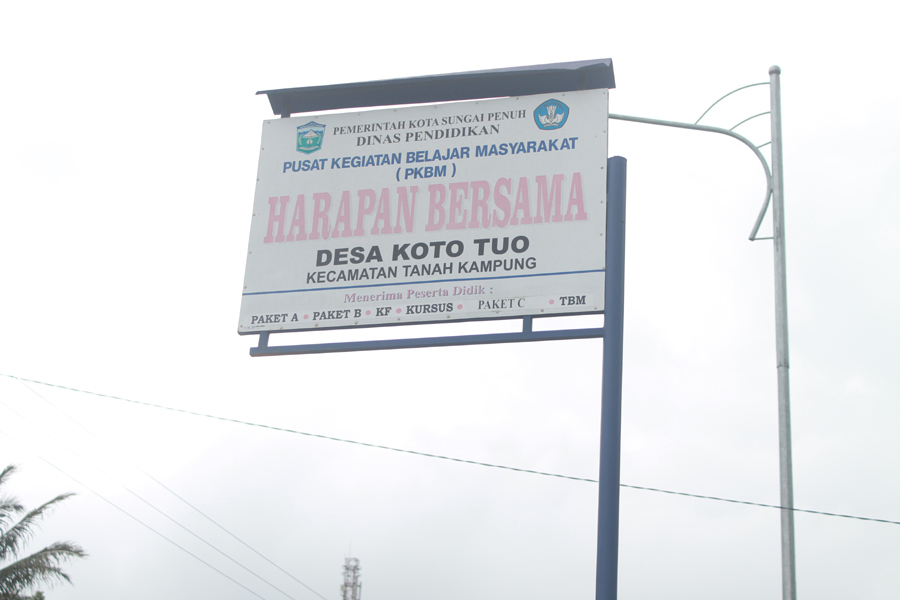 PEMERINTAH KOTA SUNGAI PENUH
DINAS PENDIDIKAN
PUSAT KEGIATAN BELAJAR MASYARAKAT
( PKBM )
HARAPAN BERSAMA
DESA KOTO TUO
KECAMATAN TANAH KAMPUNG
Menerima Peserta Didik :
PAKET A • PAKET B • KF • KURSUS • PAKET C • TBM